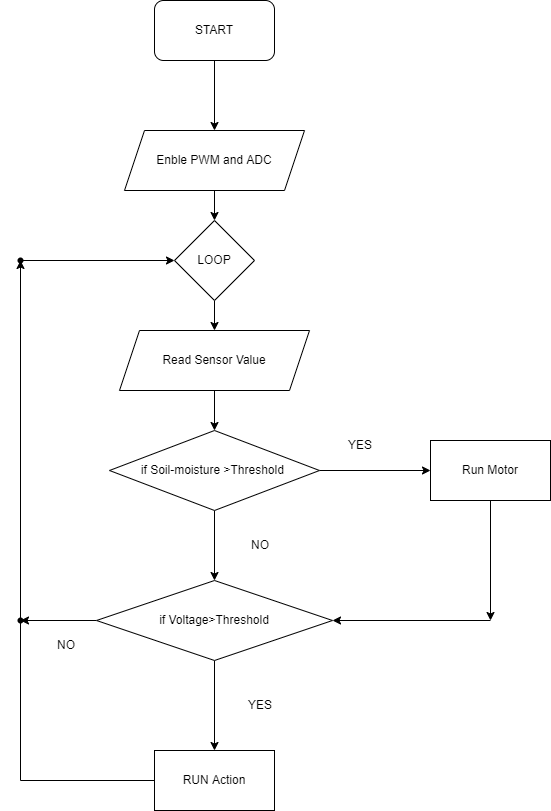 START
Enble PWM and ADC
LOOP
Read Sensor Value
if Soil-moisture >Threshold
YES
Run Motor
NO
if Voltage>Threshold
NO
YES
RUN Action